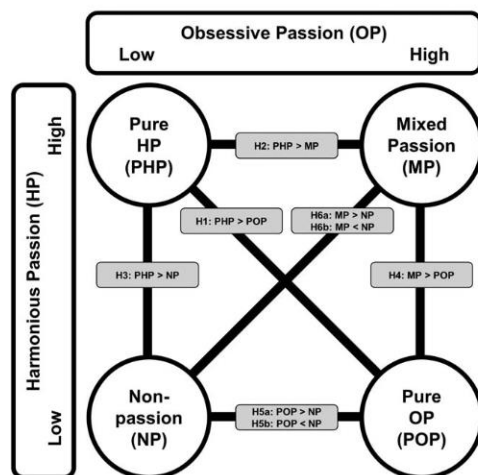 Obsessive Passion (OP)
Low High
Harmonious Passion (HP)
High
Low
Pure
HP
(PHP)
H2: PHP > MP
Mixed
Passion
(MP)
H1: PHP > POP
H6a: MP > NP
H6b: MP < NP
H3: PHP > NP
H4: MP > POP
Non-
passion
(NP)
H5a: POP > NP
H5b: POP < NP
Pure
OP
(POP)